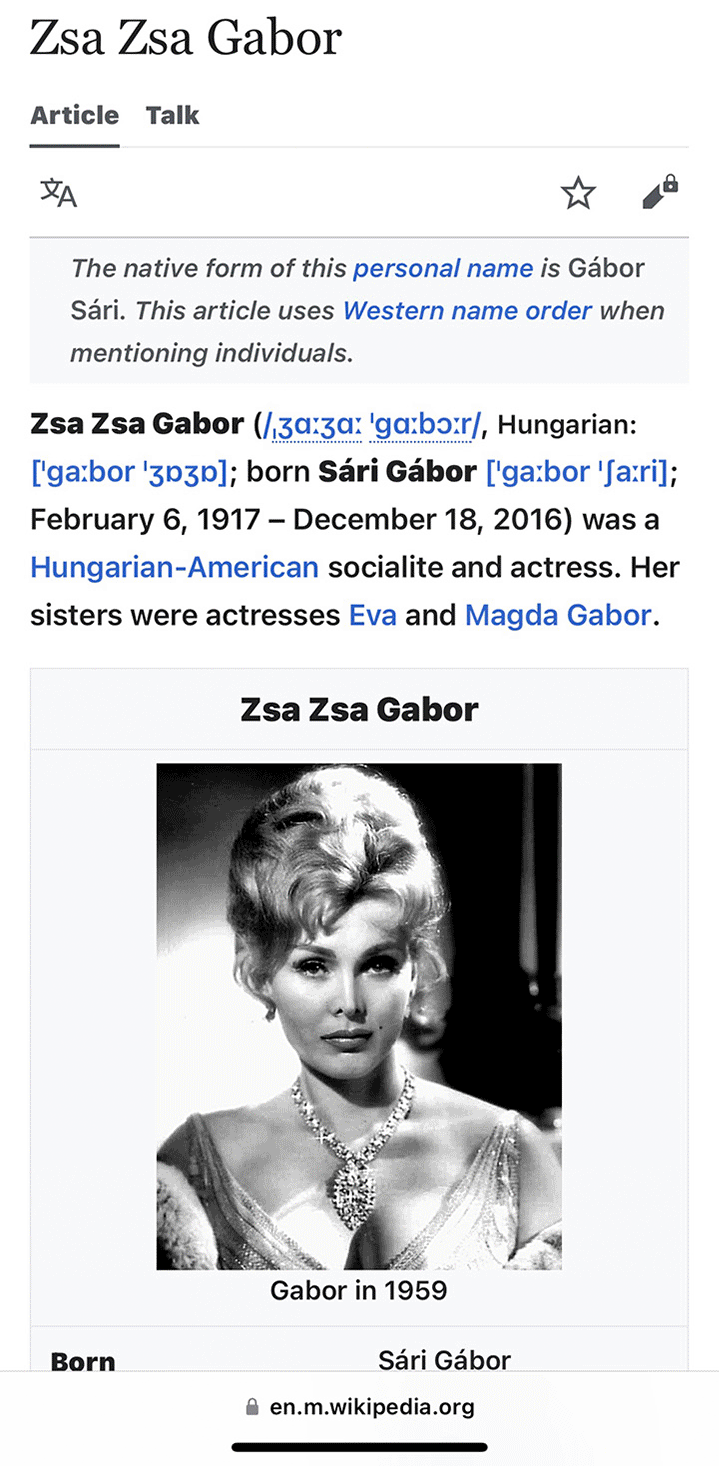 Zsa Zsa Gabor
Article Talk
文A
The native form of this personal name is Gábor
Sári. This article uses Western name order when
mentioning individuals.
Zsa Zsa Gabor (/ˌʒɑːʒɑː ˈɡɑːbɔːr/, Hungarian:
[ˈɡaːbor ˈʒɒʒɒ]; born Sári Gábor [ˈɡaːbor ˈʃaːri];
February 6, 1917 – December 18, 2016) was a
Hungarian-American socialite and actress. Her
sisters were actresses Eva and Magda Gabor.
Zsa Zsa Gabor
Gabor in 1959
Born Sári Gábor
en.m.wikipedia.org